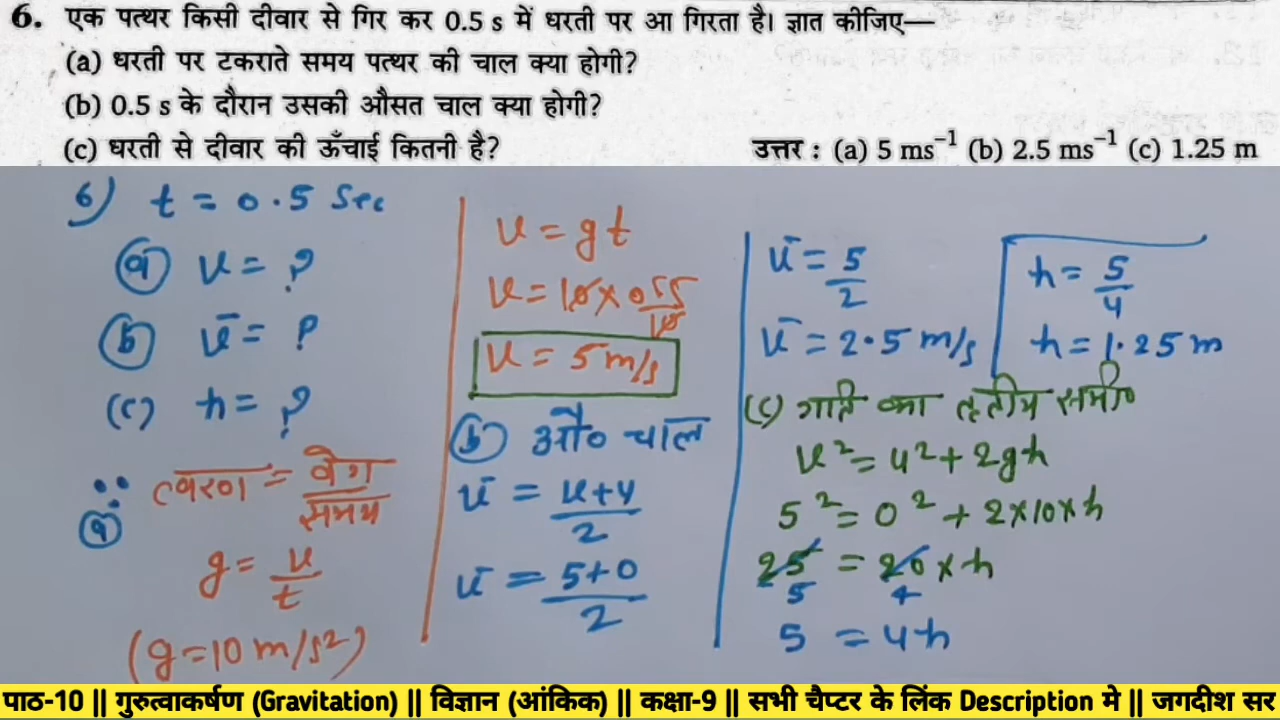 6. एक पत्थर किसी दीवार से गिर कर 0.5 s में धरती पर आ गिरता है। ज्ञात कीजिए—
(a) धरती पर टकराते समय पत्थर की चाल क्या होगी?
(b) 0.5 s के दौरान उसकी औसत चाल क्या होगी?
(c) धरती से दीवार की ऊँचाई कितनी है?
उत्तर : (a) 5 ms⁻¹ (b) 2.5 ms⁻¹ (c) 1.25 m
6) t = 0.5 Sec
(a) v = ?
(b) v̄ = ?
(c) h = ?
∵ त्वरण = वेग/समय
(a)
g = v/t
(g=10 m/s²)
v = gt
v = 10 × 05/10
v = 5 m/s
(b) औ० चाल
v̄ = (v+u)/2
v̄ = (5+0)/2
v̄ = 5/2
v̄ = 2.5 m/s
(c) गति का तृतीय समी०
v² = u² + 2gh
5² = 0² + 2×10×h
25 = 20 × h
5 4
5 = 4h
h = 5/4
h = 1.25 m
पाठ-10 || गुरुत्वाकर्षण (Gravitation) || विज्ञान (आंकिक) || कक्षा-9 || सभी चैप्टर के लिंक Description मे || जगदीश सर